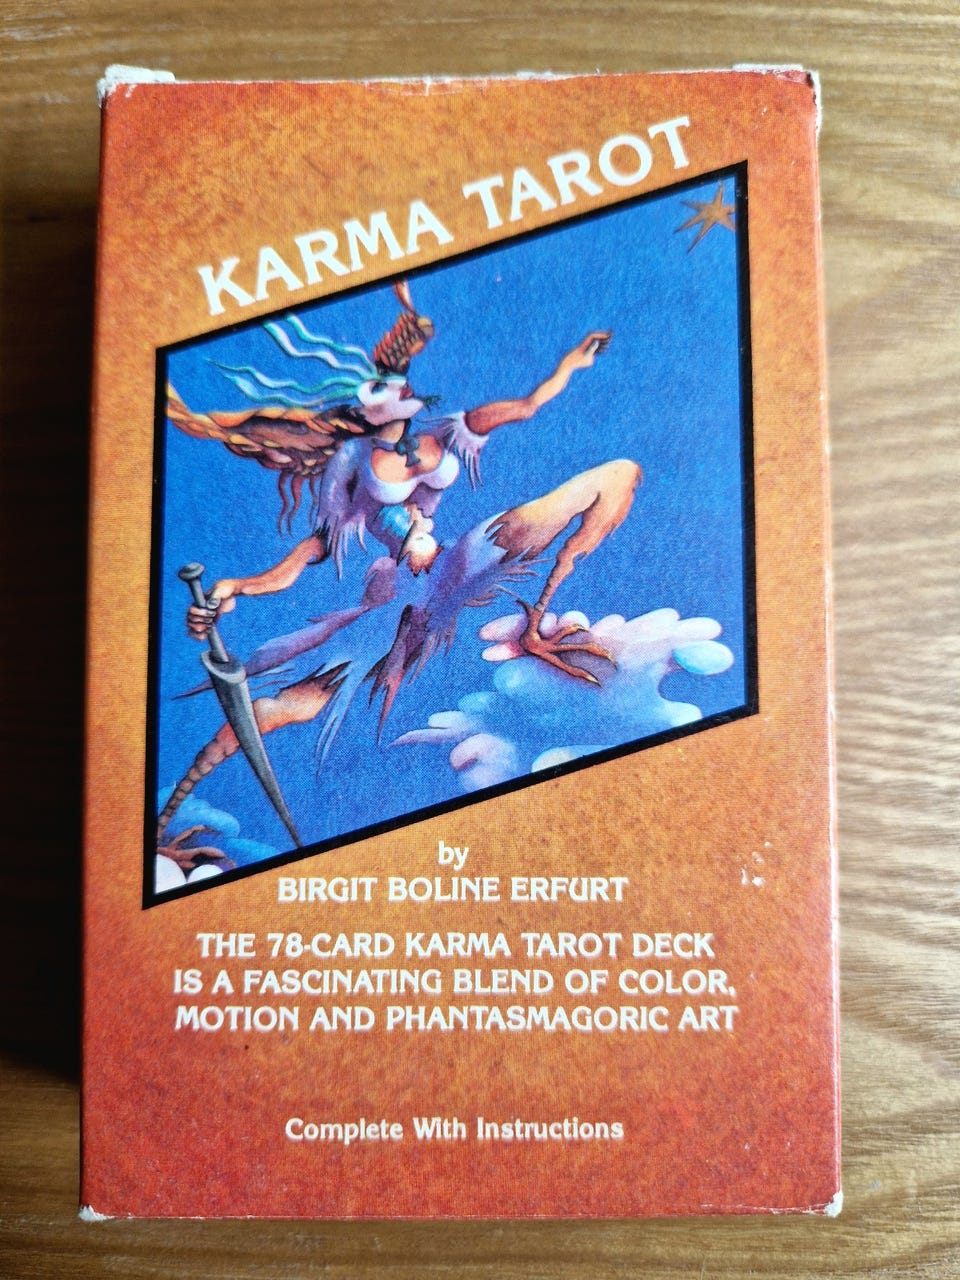 KARMA TAROT
by
BIRGIT BOLINE ERFURT
THE 78-CARD KARMA TAROT DECK
IS A FASCINATING BLEND OF COLOR,
MOTION AND PHANTASMAGORIC ART
Complete With Instructions